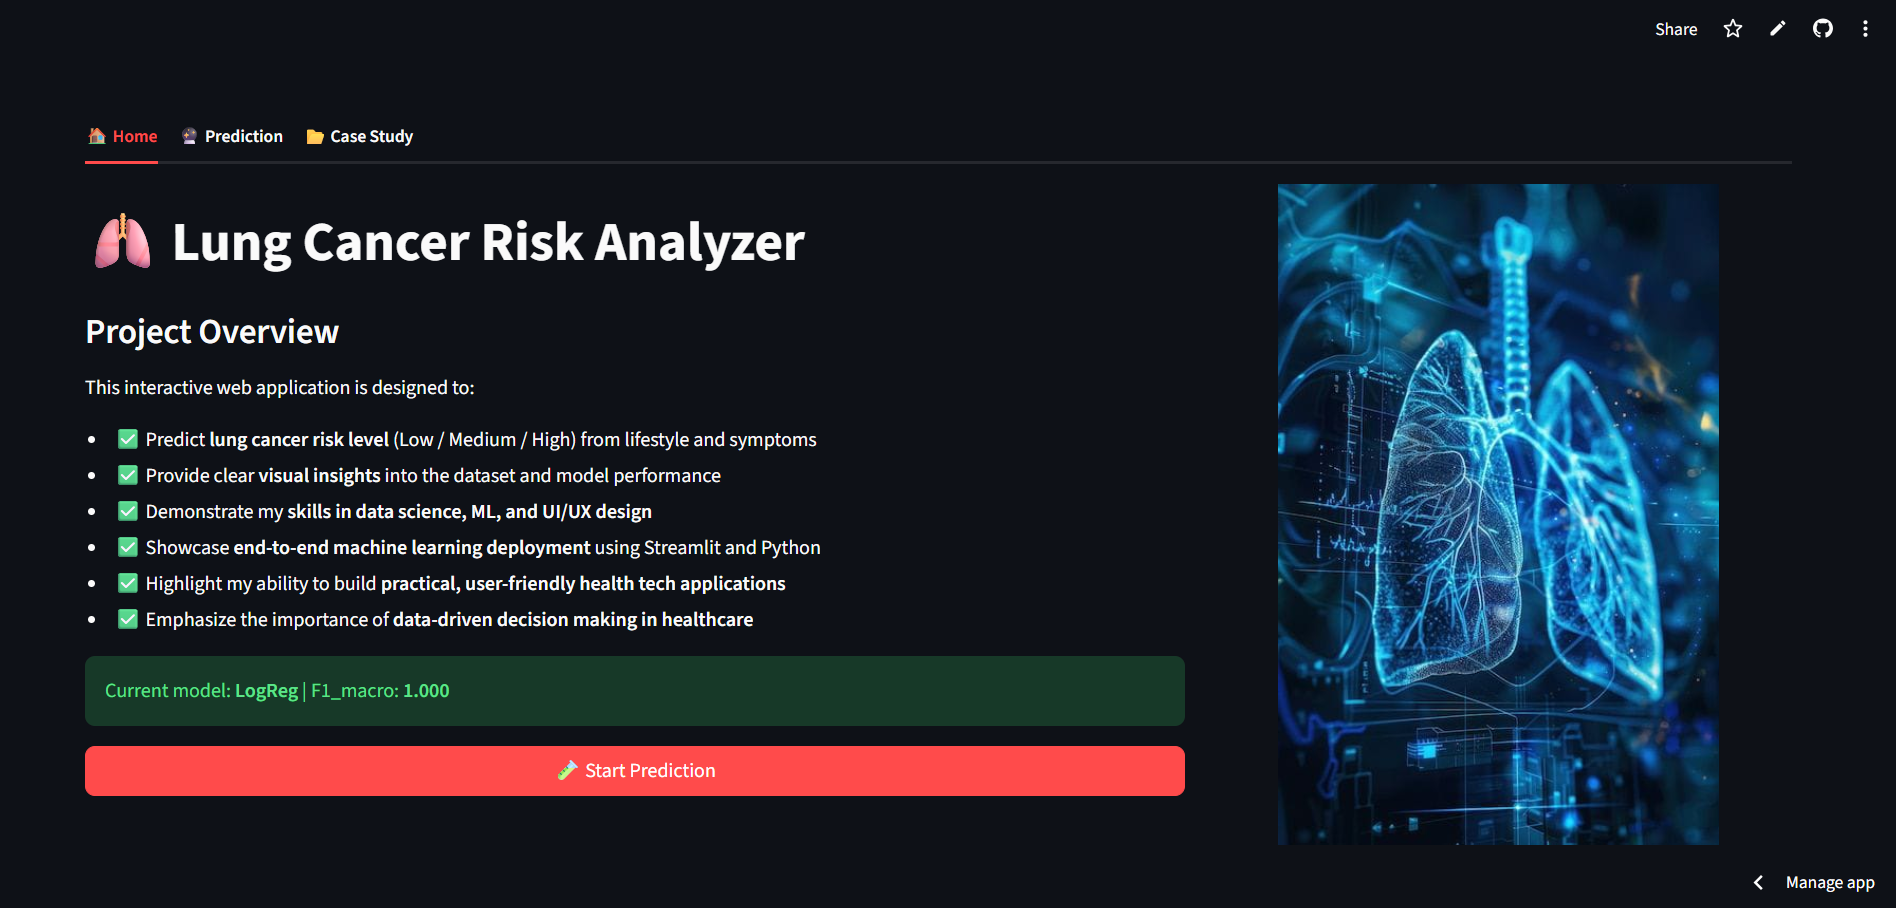 Share
🏠 Home 🔮 Prediction 📂 Case Study
🫁 Lung Cancer Risk Analyzer
Project Overview
This interactive web application is designed to:
• ✅ Predict lung cancer risk level (Low / Medium / High) from lifestyle and symptoms
• ✅ Provide clear visual insights into the dataset and model performance
• ✅ Demonstrate my skills in data science, ML, and UI/UX design
• ✅ Showcase end-to-end machine learning deployment using Streamlit and Python
• ✅ Highlight my ability to build practical, user-friendly health tech applications
• ✅ Emphasize the importance of data-driven decision making in healthcare
Current model: LogReg | F1_macro: 1.000
🧪 Start Prediction
Manage app